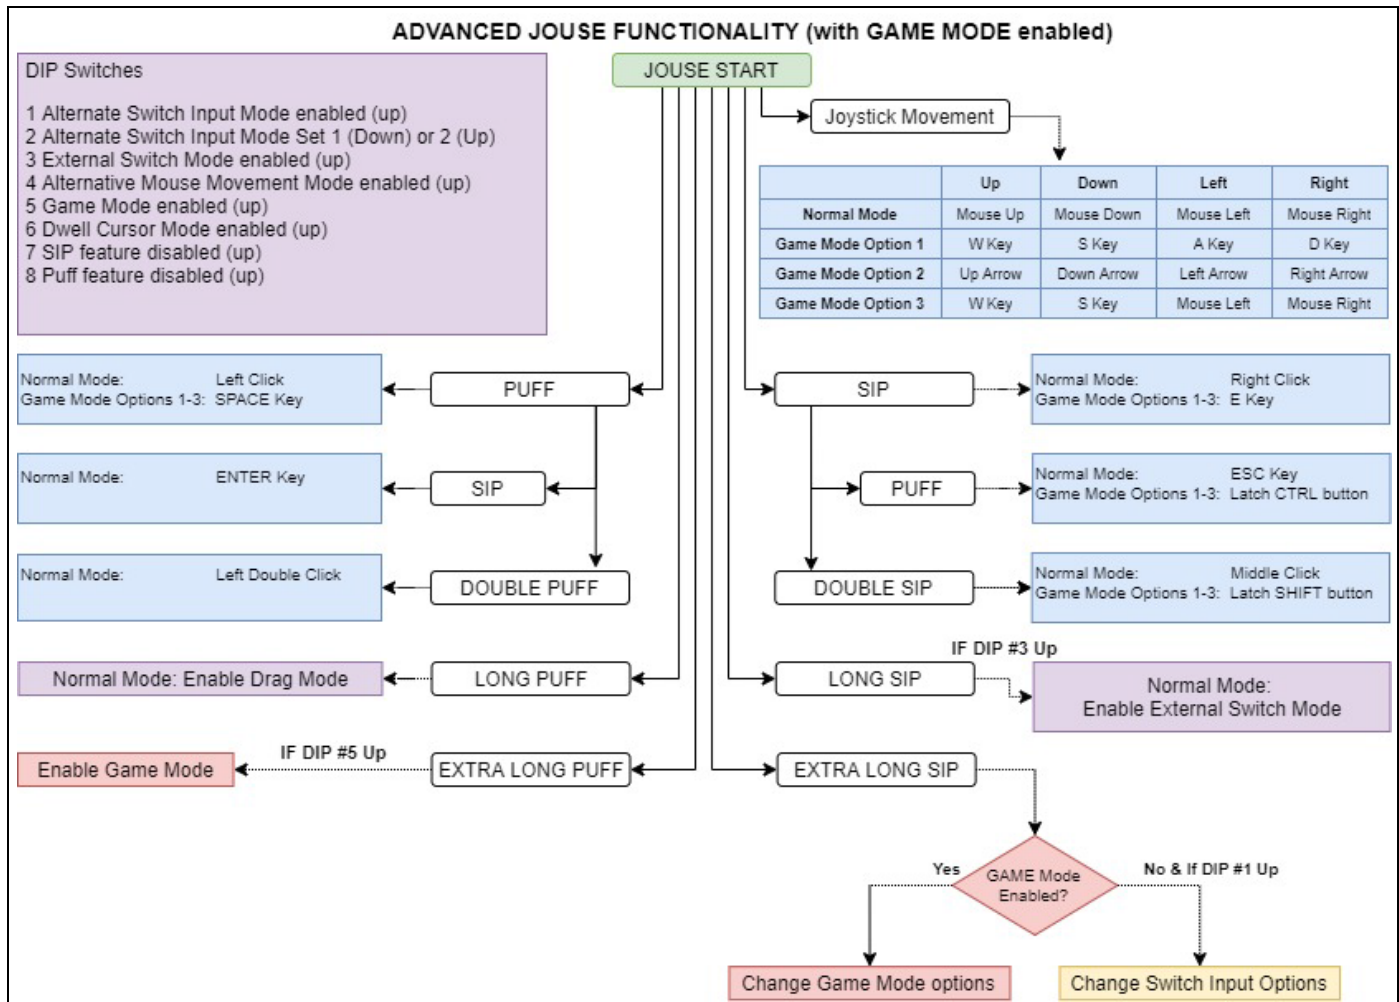 ADVANCED JOUSE FUNCTIONALITY (with GAME MODE enabled)
DIP Switches
1 Alternate Switch Input Mode enabled (up)
2 Alternate Switch Input Mode Set 1 (Down) or 2 (Up)
3 External Switch Mode enabled (up)
4 Alternative Mouse Movement Mode enabled (up)
5 Game Mode enabled (up)
6 Dwell Cursor Mode enabled (up)
7 SIP feature disabled (up)
8 Puff feature disabled (up)
JOUSE START
Joystick Movement
Up Down Left Right
Normal Mode Mouse Up Mouse Down Mouse Left Mouse Right
Game Mode Option 1 W Key S Key A Key D Key
Game Mode Option 2 Up Arrow Down Arrow Left Arrow Right Arrow
Game Mode Option 3 W Key S Key Mouse Left Mouse Right
Normal Mode: Left Click
Game Mode Options 1-3: SPACE Key
PUFF
SIP
Normal Mode: Right Click
Game Mode Options 1-3: E Key
Normal Mode: ENTER Key
SIP
PUFF
Normal Mode: ESC Key
Game Mode Options 1-3: Latch CTRL button
Normal Mode: Left Double Click
DOUBLE PUFF
DOUBLE SIP
Normal Mode: Middle Click
Game Mode Options 1-3: Latch SHIFT button
IF DIP #3 Up
Normal Mode: Enable Drag Mode
LONG PUFF
LONG SIP
Normal Mode:
Enable External Switch Mode
IF DIP #5 Up
Enable Game Mode
EXTRA LONG PUFF
EXTRA LONG SIP
Yes
GAME Mode
Enabled?
No & If DIP #1 Up
Change Game Mode options
Change Switch Input Options